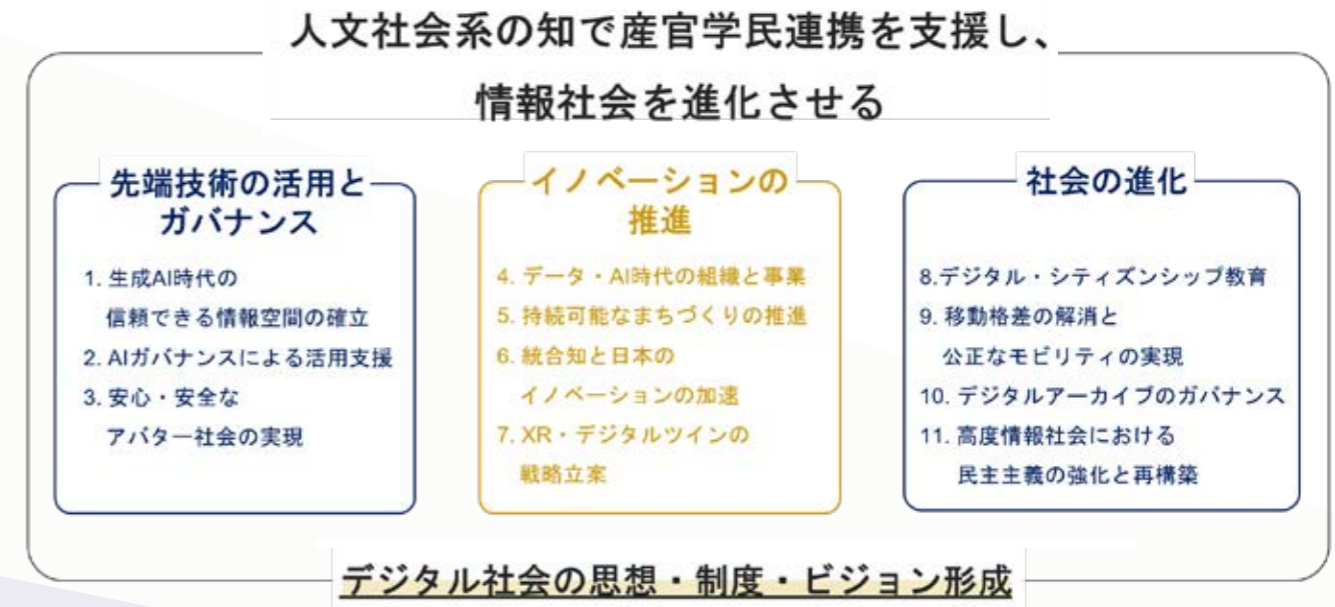 人文社会系の知で産官学民連携を支援し、
情報社会を進化させる
先端技術の活用と
ガバナンス
1. 生成AI時代の
信頼できる情報空間の確立
2. AIガバナンスによる活用支援
3. 安心・安全な
アバター社会の実現
イノベーションの
推進
4. データ・AI時代の組織と事業
5. 持続可能なまちづくりの推進
6. 統合知と日本の
イノベーションの加速
7. XR・デジタルツインの
戦略立案
社会の進化
8.デジタル・シティズンシップ教育
9. 移動格差の解消と
公正なモビリティの実現
10. デジタルアーカイブのガバナンス
11. 高度情報社会における
民主主義の強化と再構築
デジタル社会の思想・制度・ビジョン形成